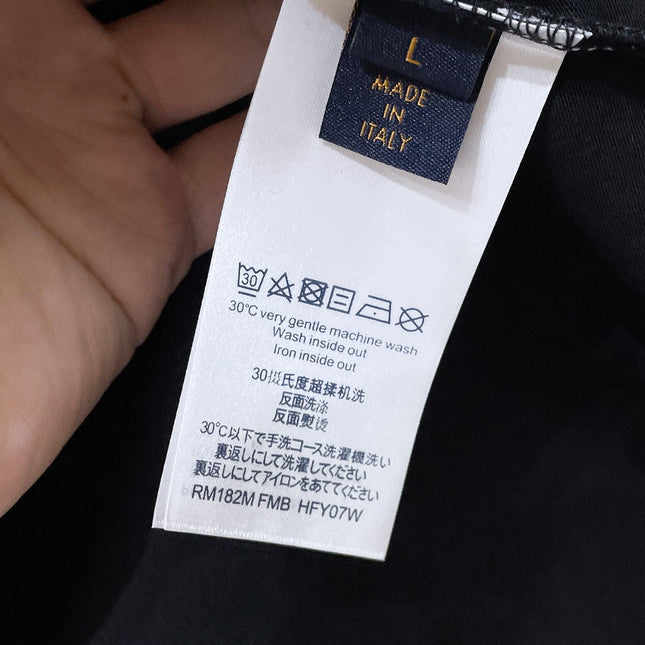 L
MADE
IN
ITALY
30
30℃ very gentle machine wash
Wash inside out
Iron inside out
30摄氏度超揉机洗
反面洗涤
反面熨烫
30℃以下で手洗コース洗濯機洗い
裏返しにして洗濯してください
裏返しにしてアイロンをあててください
RM182M FMB HFY07W